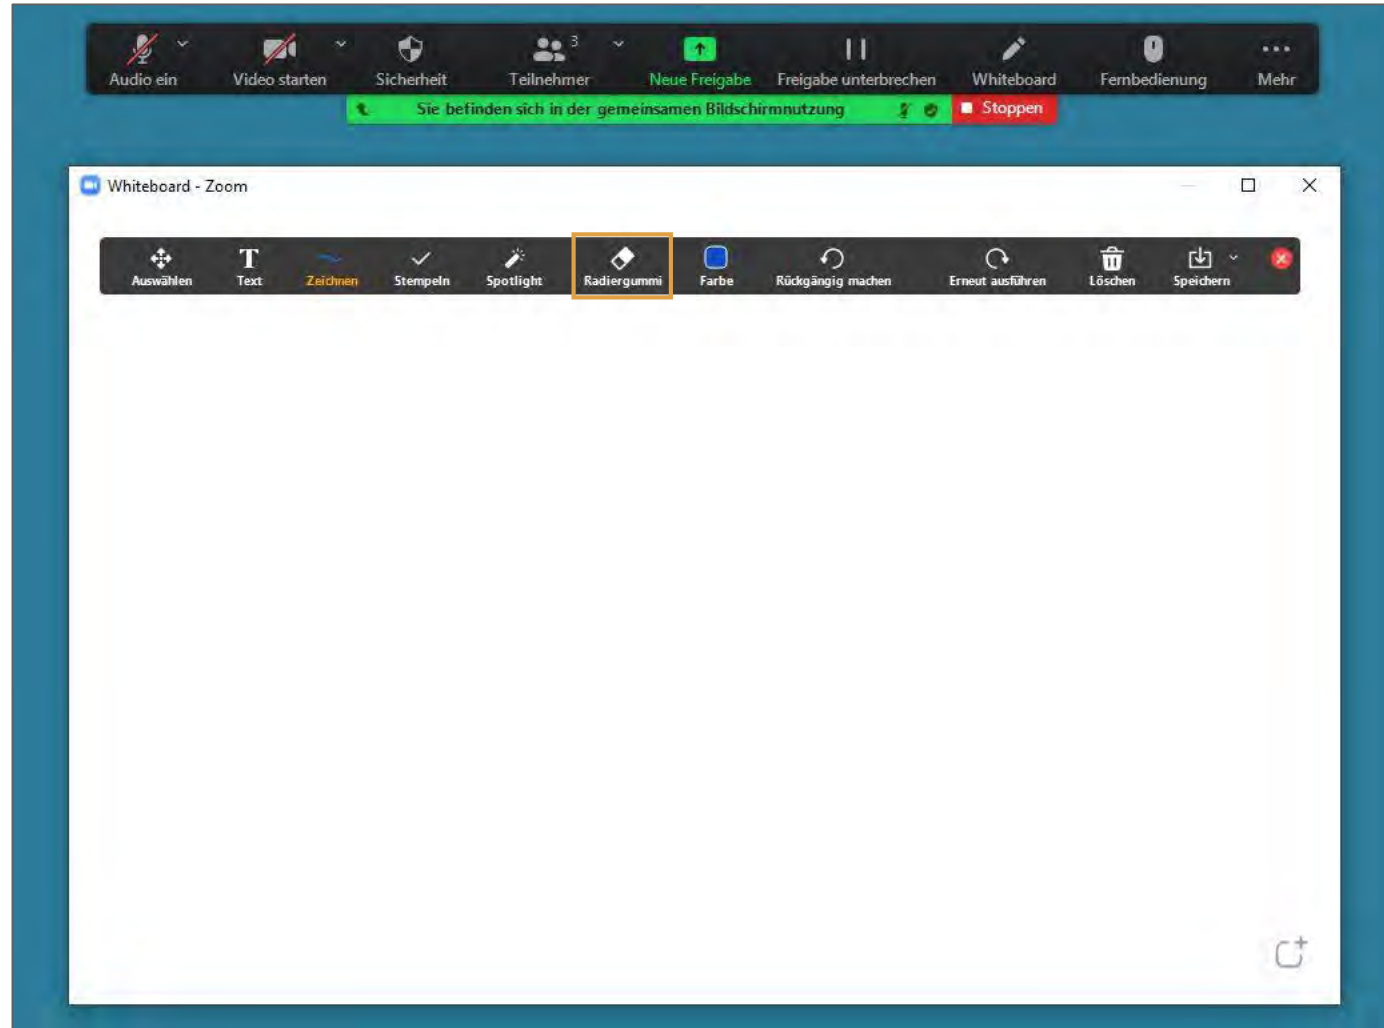 3
Audio ein Video starten Sicherheit Teilnehmer Neue Freigabe Freigabe unterbrechen Whiteboard Fernbedienung Mehr
Sie befinden sich in der gemeinsamen Bildschirmnutzung Stoppen
Whiteboard - Zoom
Auswählen Text Zeichnen Stempeln Spotlight Radiergummi Farbe Rückgängig machen Erneut ausführen Löschen Speichern